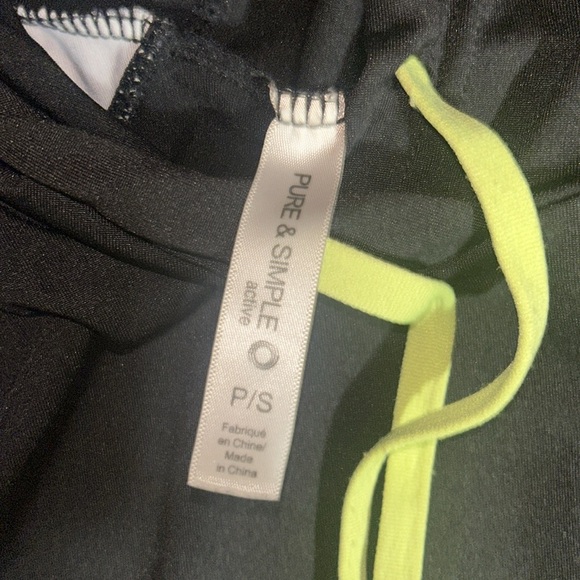 PURE & SIMPLE
active
P/S
Fabriqué
en Chine/
Made
in China